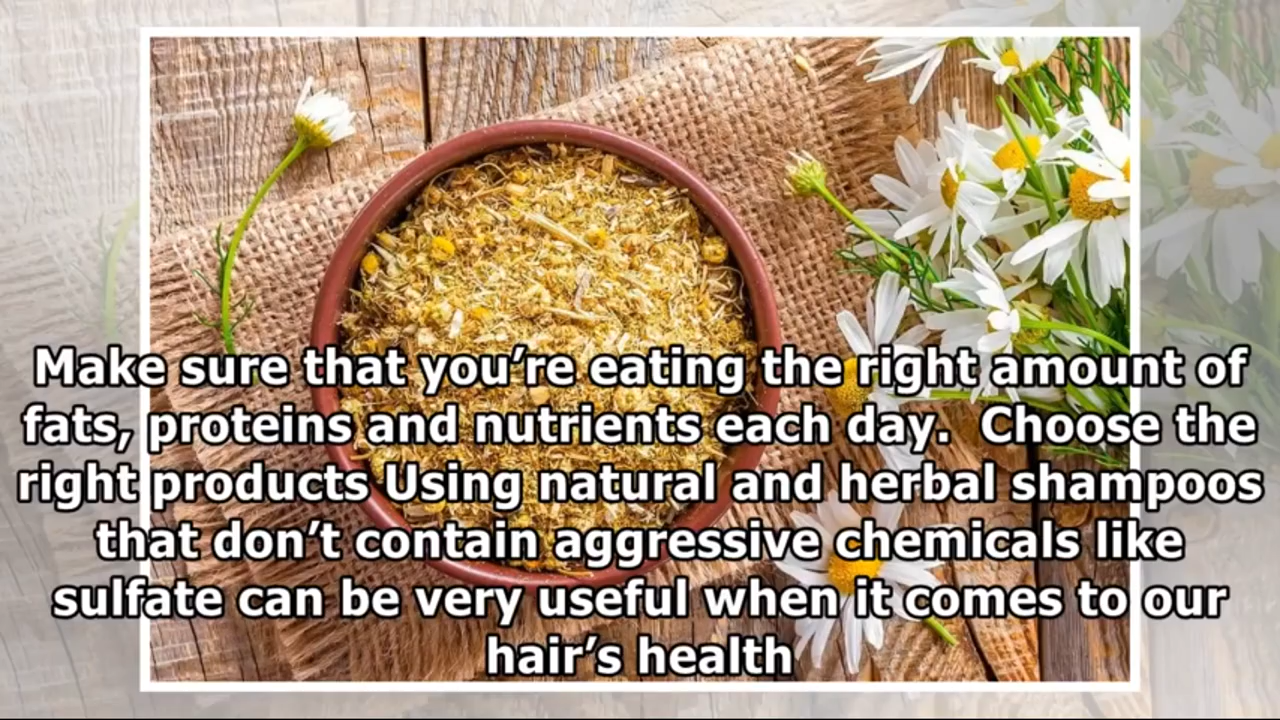 Make sure that you’re eating the right amount of
fats, proteins and nutrients each day.  Choose the
right products Using natural and herbal shampoos
that don’t contain aggressive chemicals like
sulfate can be very useful when it comes to our
hair’s health